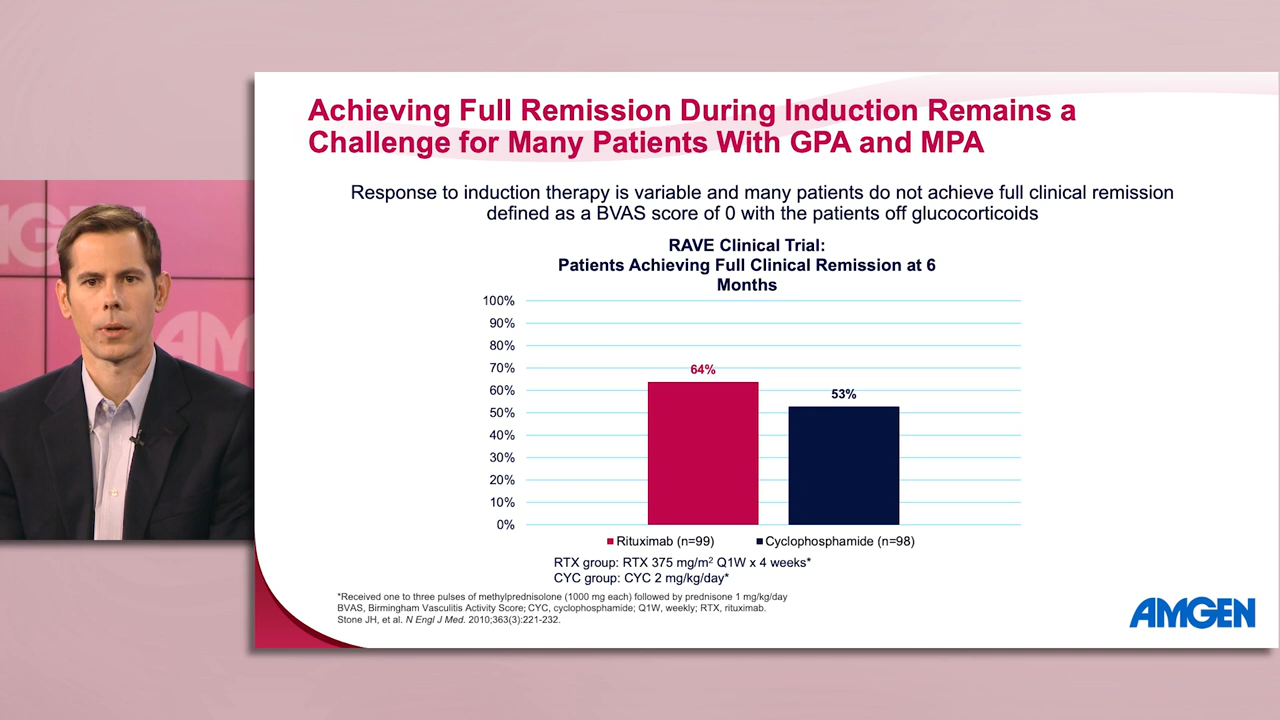 Achieving Full Remission During Induction Remains a
Challenge for Many Patients With GPA and MPA
Response to induction therapy is variable and many patients do not achieve full clinical remission
defined as a BVAS score of 0 with the patients off glucocorticoids
RAVE Clinical Trial:
Patients Achieving Full Clinical Remission at 6
Months
100%
90%
80%
70%
60%
50%
40%
30%
20%
10%
0%
64%
53%
Rituximab (n=99)
Cyclophosphamide (n=98)
RTX group: RTX 375 mg/m² Q1W x 4 weeks*
CYC group: CYC 2 mg/kg/day*
*Received one to three pulses of methylprednisolone (1000 mg each) followed by prednisone 1 mg/kg/day
BVAS, Birmingham Vasculitis Activity Score; CYC, cyclophosphamide; Q1W, weekly; RTX, rituximab.
Stone JH, et al. N Engl J Med. 2010;363(3):221-232.
AMGEN